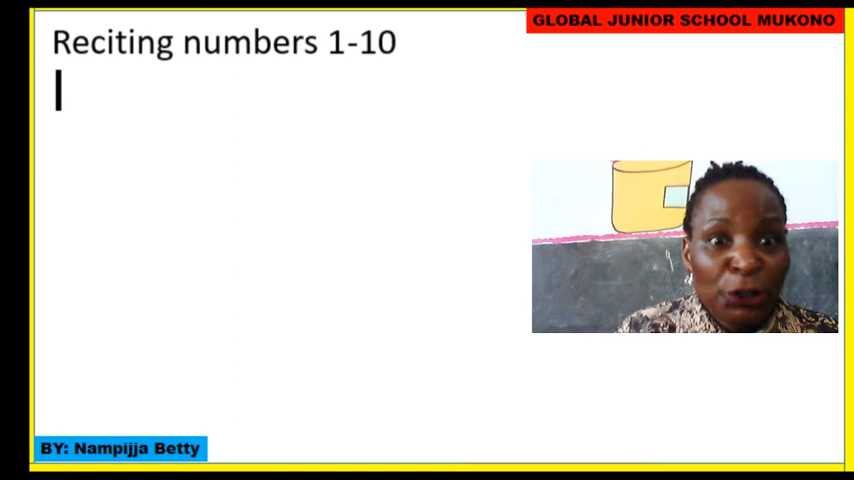 GLOBAL JUNIOR SCHOOL MUKONO
Reciting numbers 1-10
BY: Nampijja Betty